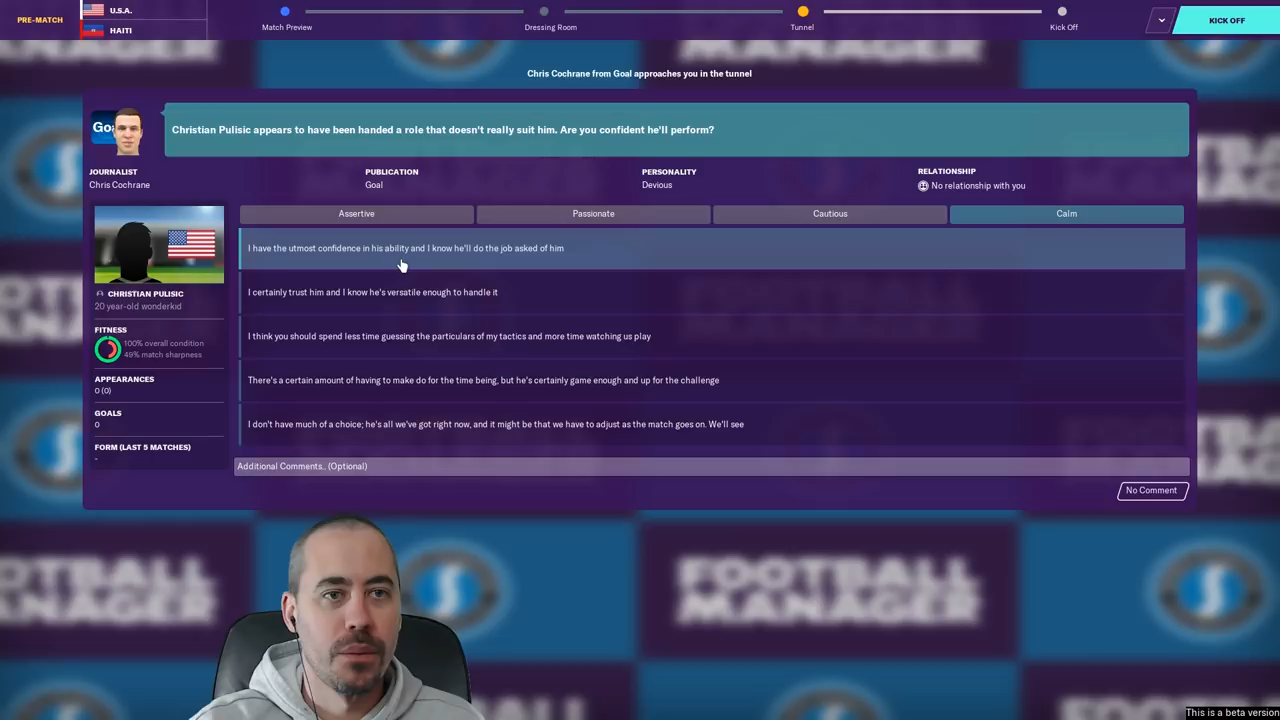 PRE-MATCH
U.S.A.
HAITI
Match Preview
Dressing Room
Tunnel
Kick Off
KICK OFF
Chris Cochrane from Goal approaches you in the tunnel
Goa
Christian Pulisic appears to have been handed a role that doesn't really suit him. Are you confident he'll perform?
JOURNALIST
Chris Cochrane
PUBLICATION
Goal
PERSONALITY
Devious
RELATIONSHIP
No relationship with you
Assertive
Passionate
Cautious
Calm
I have the utmost confidence in his ability and I know he'll do the job asked of him
I certainly trust him and I know he's versatile enough to handle it
I think you should spend less time guessing the particulars of my tactics and more time watching us play
There's a certain amount of having to make do for the time being, but he's certainly game enough and up for the challenge
I don't have much of a choice; he's all we've got right now, and it might be that we have to adjust as the match goes on. We'll see
CHRISTIAN PULISIC
20 year-old wonderkid
FITNESS
100% overall condition
49% match sharpness
APPEARANCES
0 (0)
GOALS
0
FORM (LAST 5 MATCHES)
-
Additional Comments.. (Optional)
No Comment
FOOTBALL
MANAGER
This is a beta version